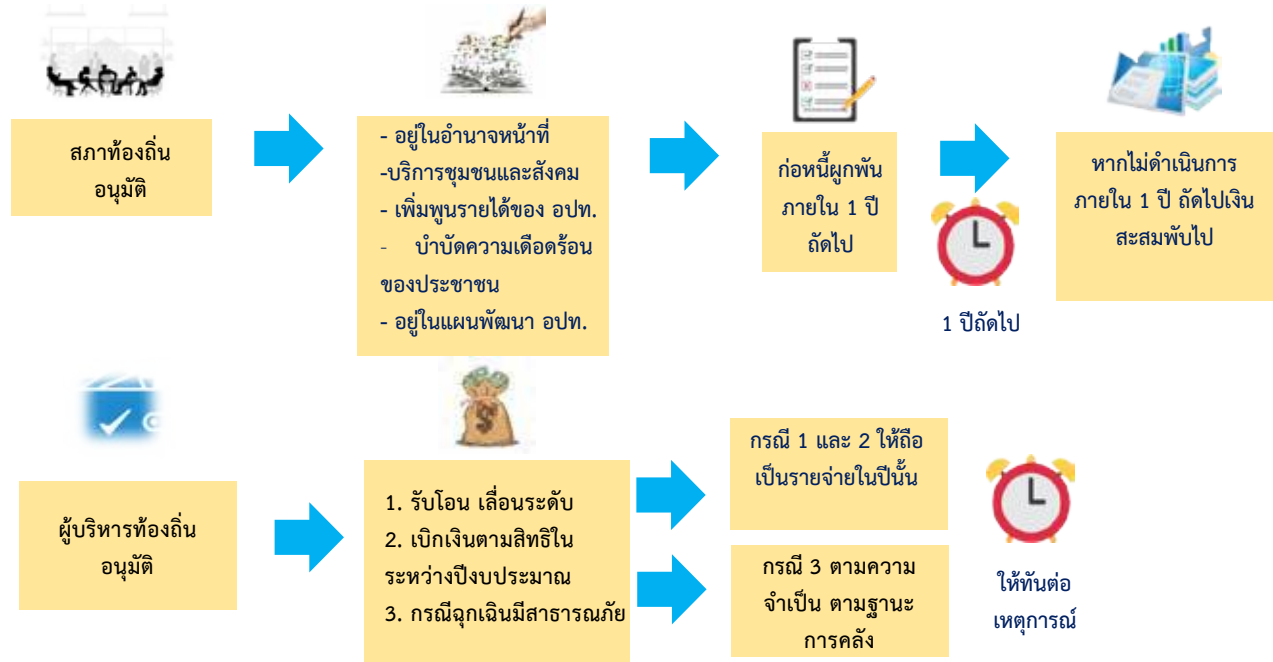 สภาท้องถิ่น
อนุมัติ
- อยู่ในอำนาจหน้าที่
-บริการชุมชนและสังคม
- เพิ่มพูนรายได้ของ อปท.
- บำบัดความเดือดร้อน
ของประชาชน
- อยู่ในแผนพัฒนา อปท.
ก่อหนี้ผูกพัน
ภายใน 1 ปี
ถัดไป
1 ปีถัดไป
หากไม่ดำเนินการ
ภายใน 1 ปี ถัดไปเงิน
สะสมพับไป
ผู้บริหารท้องถิ่น
อนุมัติ
1. รับโอน เลื่อนระดับ
2. เบิกเงินตามสิทธิใน
ระหว่างปีงบประมาณ
3. กรณีฉุกเฉินมีสาธารณภัย
กรณี 1 และ 2 ให้ถือ
เป็นรายจ่ายในปีนั้น
กรณี 3 ตามความ
จำเป็น ตามฐานะ
การคลัง
ให้ทันต่อ
เหตุการณ์